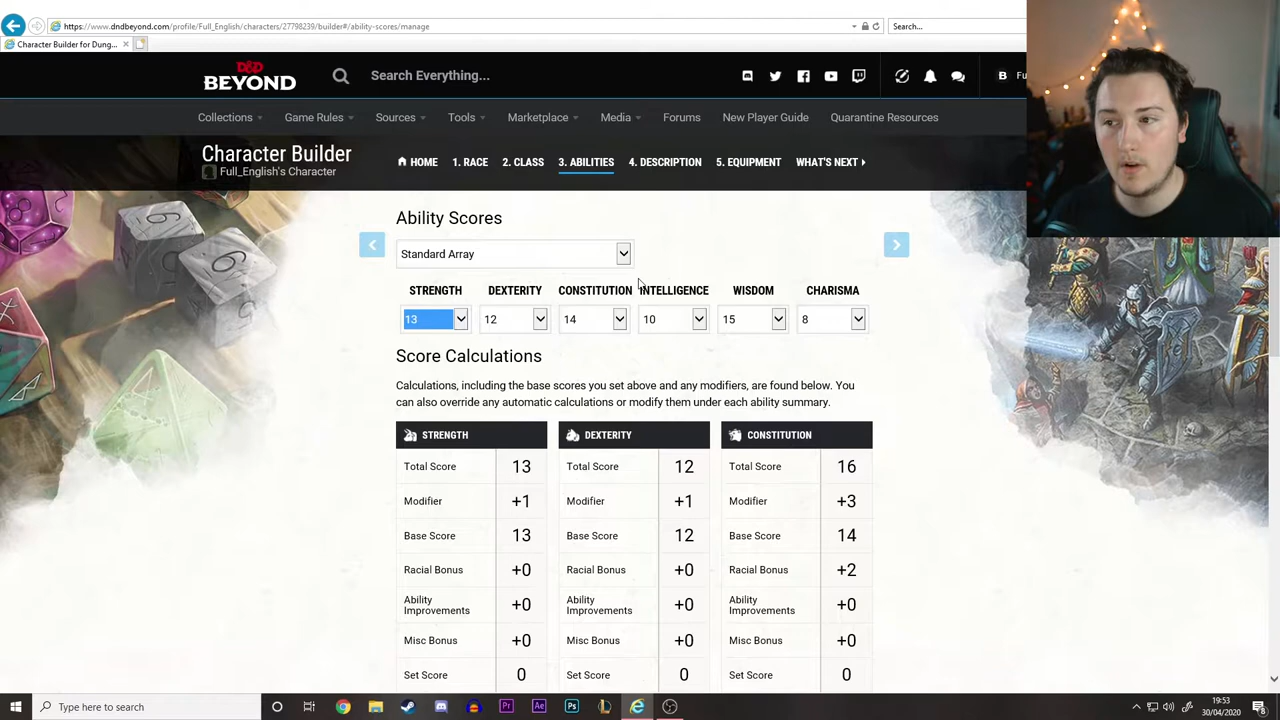 https://www.dndbeyond.com/profile/Full_English/characters/27798239/builder#/ability-scores/manage
Search...
Character Builder for Dung...
D&D BEYOND
Search Everything...
Collections
Game Rules
Sources
Tools
Marketplace
Media
Forums
New Player Guide
Quarantine Resources
Character Builder
Full_English's Character
HOME
1. RACE
2. CLASS
3. ABILITIES
4. DESCRIPTION
5. EQUIPMENT
WHAT'S NEXT
Ability Scores
Standard Array
STRENGTH DEXTERITY CONSTITUTION INTELLIGENCE WISDOM CHARISMA
13 12 14 10 15 8
Score Calculations
Calculations, including the base scores you set above and any modifiers, are found below. You
can also override any automatic calculations or modify them under each ability summary.
STRENGTH
Total Score 13
Modifier +1
Base Score 13
Racial Bonus +0
Ability
Improvements +0
Misc Bonus +0
Set Score 0
DEXTERITY
Total Score 12
Modifier +1
Base Score 12
Racial Bonus +0
Ability
Improvements +0
Misc Bonus +0
Set Score 0
CONSTITUTION
Total Score 16
Modifier +3
Base Score 14
Racial Bonus +2
Ability
Improvements +0
Misc Bonus +0
Set Score 0
Type here to search
19:53
30/04/2020